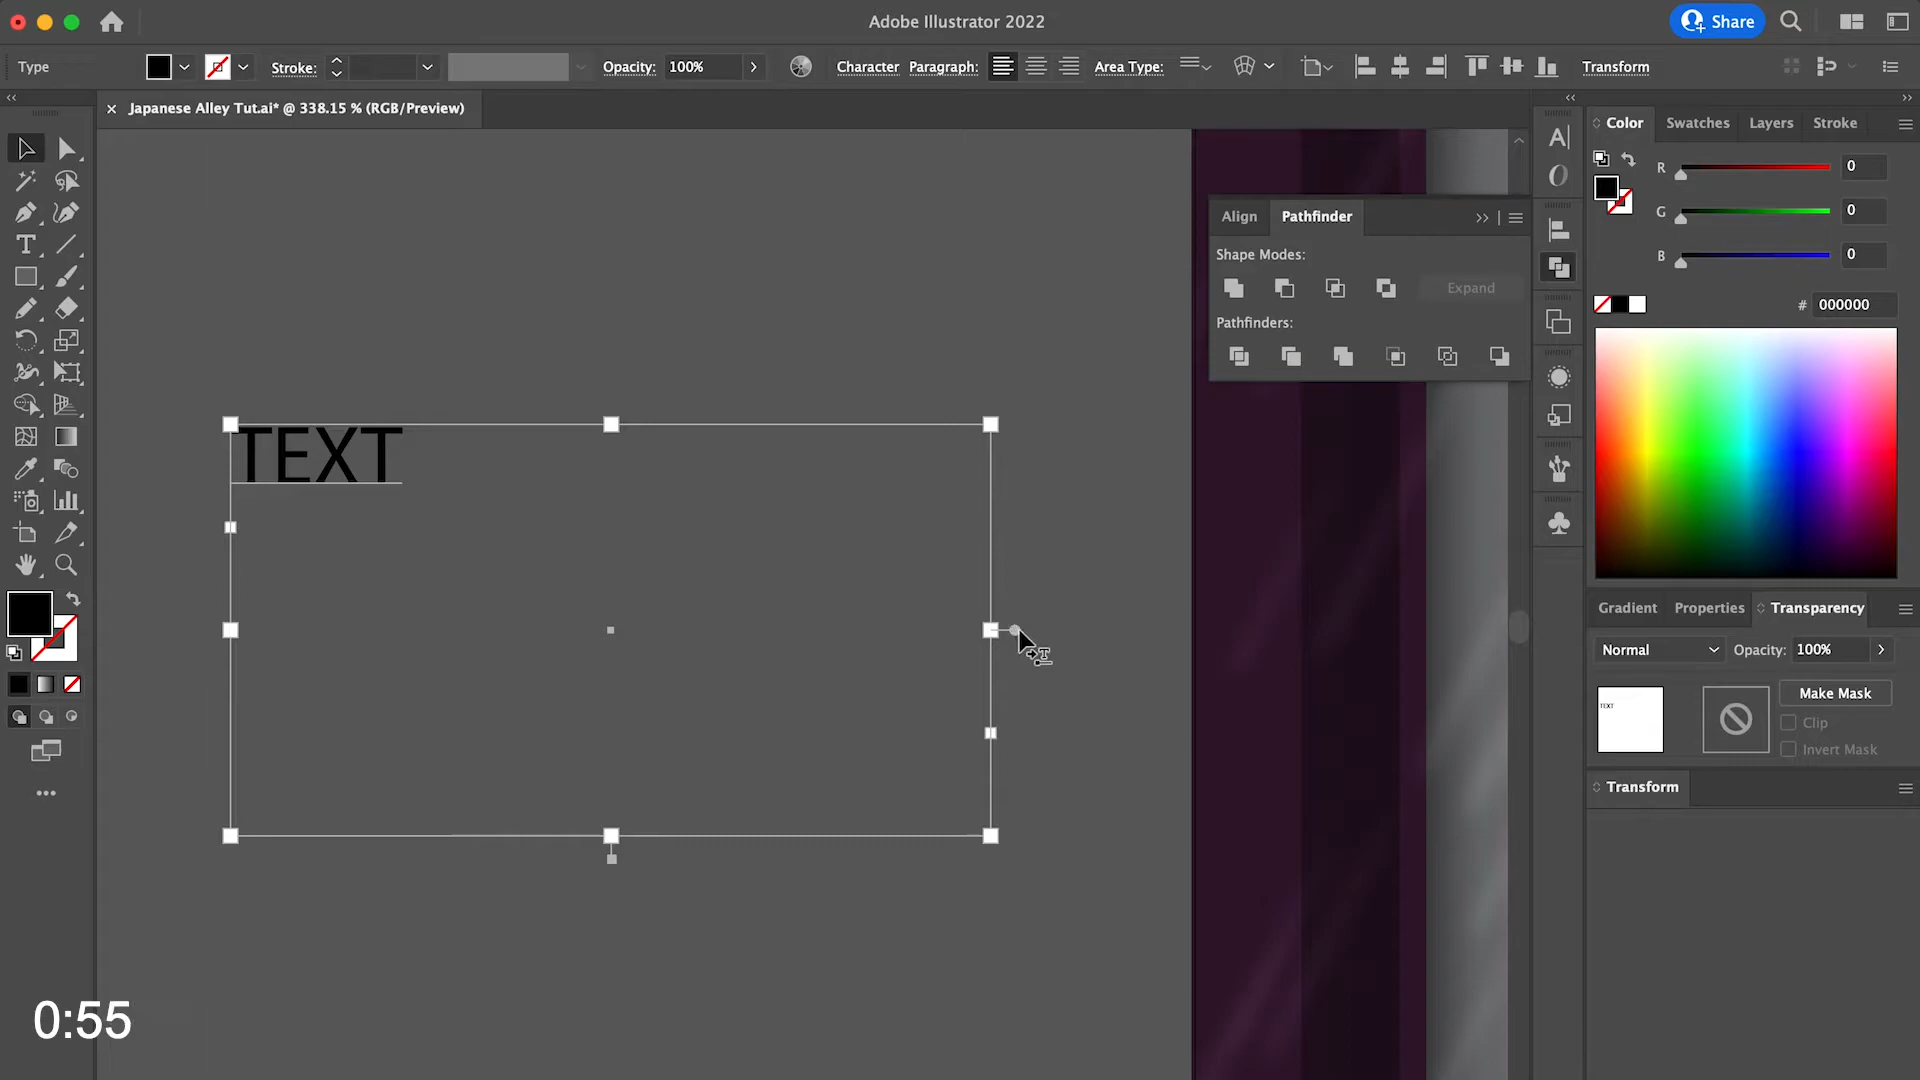 Adobe Illustrator 2022
Share
Type
Stroke:
Opacity:
100%
Character
Paragraph:
Area Type:
Transform
× Japanese Alley Tut.ai* @ 338.15 % (RGB/Preview)
Color
Swatches
Layers
Stroke
R
0
G
0
B
0
# 000000
Align
Pathfinder
Shape Modes:
Expand
Pathfinders:
TEXT
Gradient
Properties
Transparency
Normal
Opacity:
100%
TEXT
Make Mask
Clip
Invert Mask
Transform
0:55